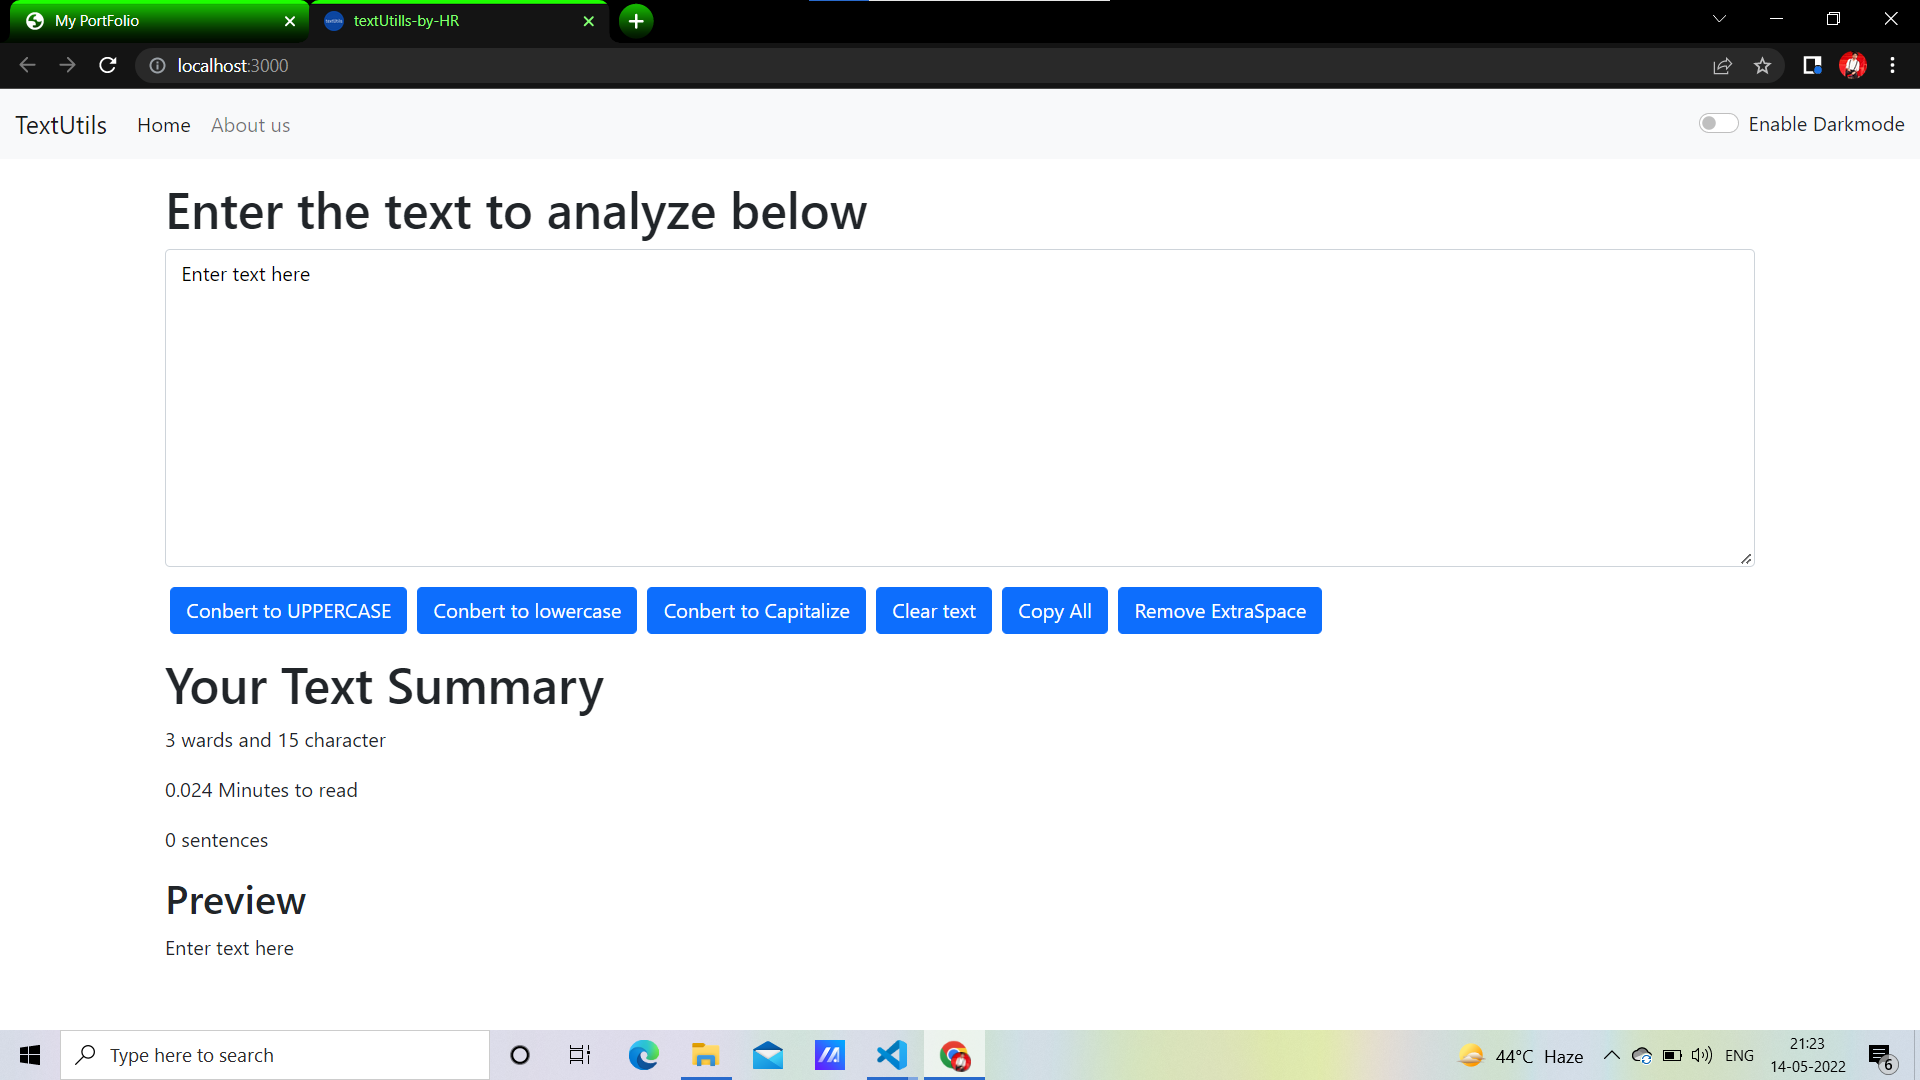 My PortFolio
textUtills-by-HR
localhost:3000
TextUtils Home About us Enable Darkmode
Enter the text to analyze below
Enter text here
Conbert to UPPERCASE Conbert to lowercase Conbert to Capitalize Clear text Copy All Remove ExtraSpace
Your Text Summary
3 wards and 15 character
0.024 Minutes to read
0 sentences
Preview
Enter text here
Type here to search
44°C Haze
ENG
21:23
14-05-2022
6